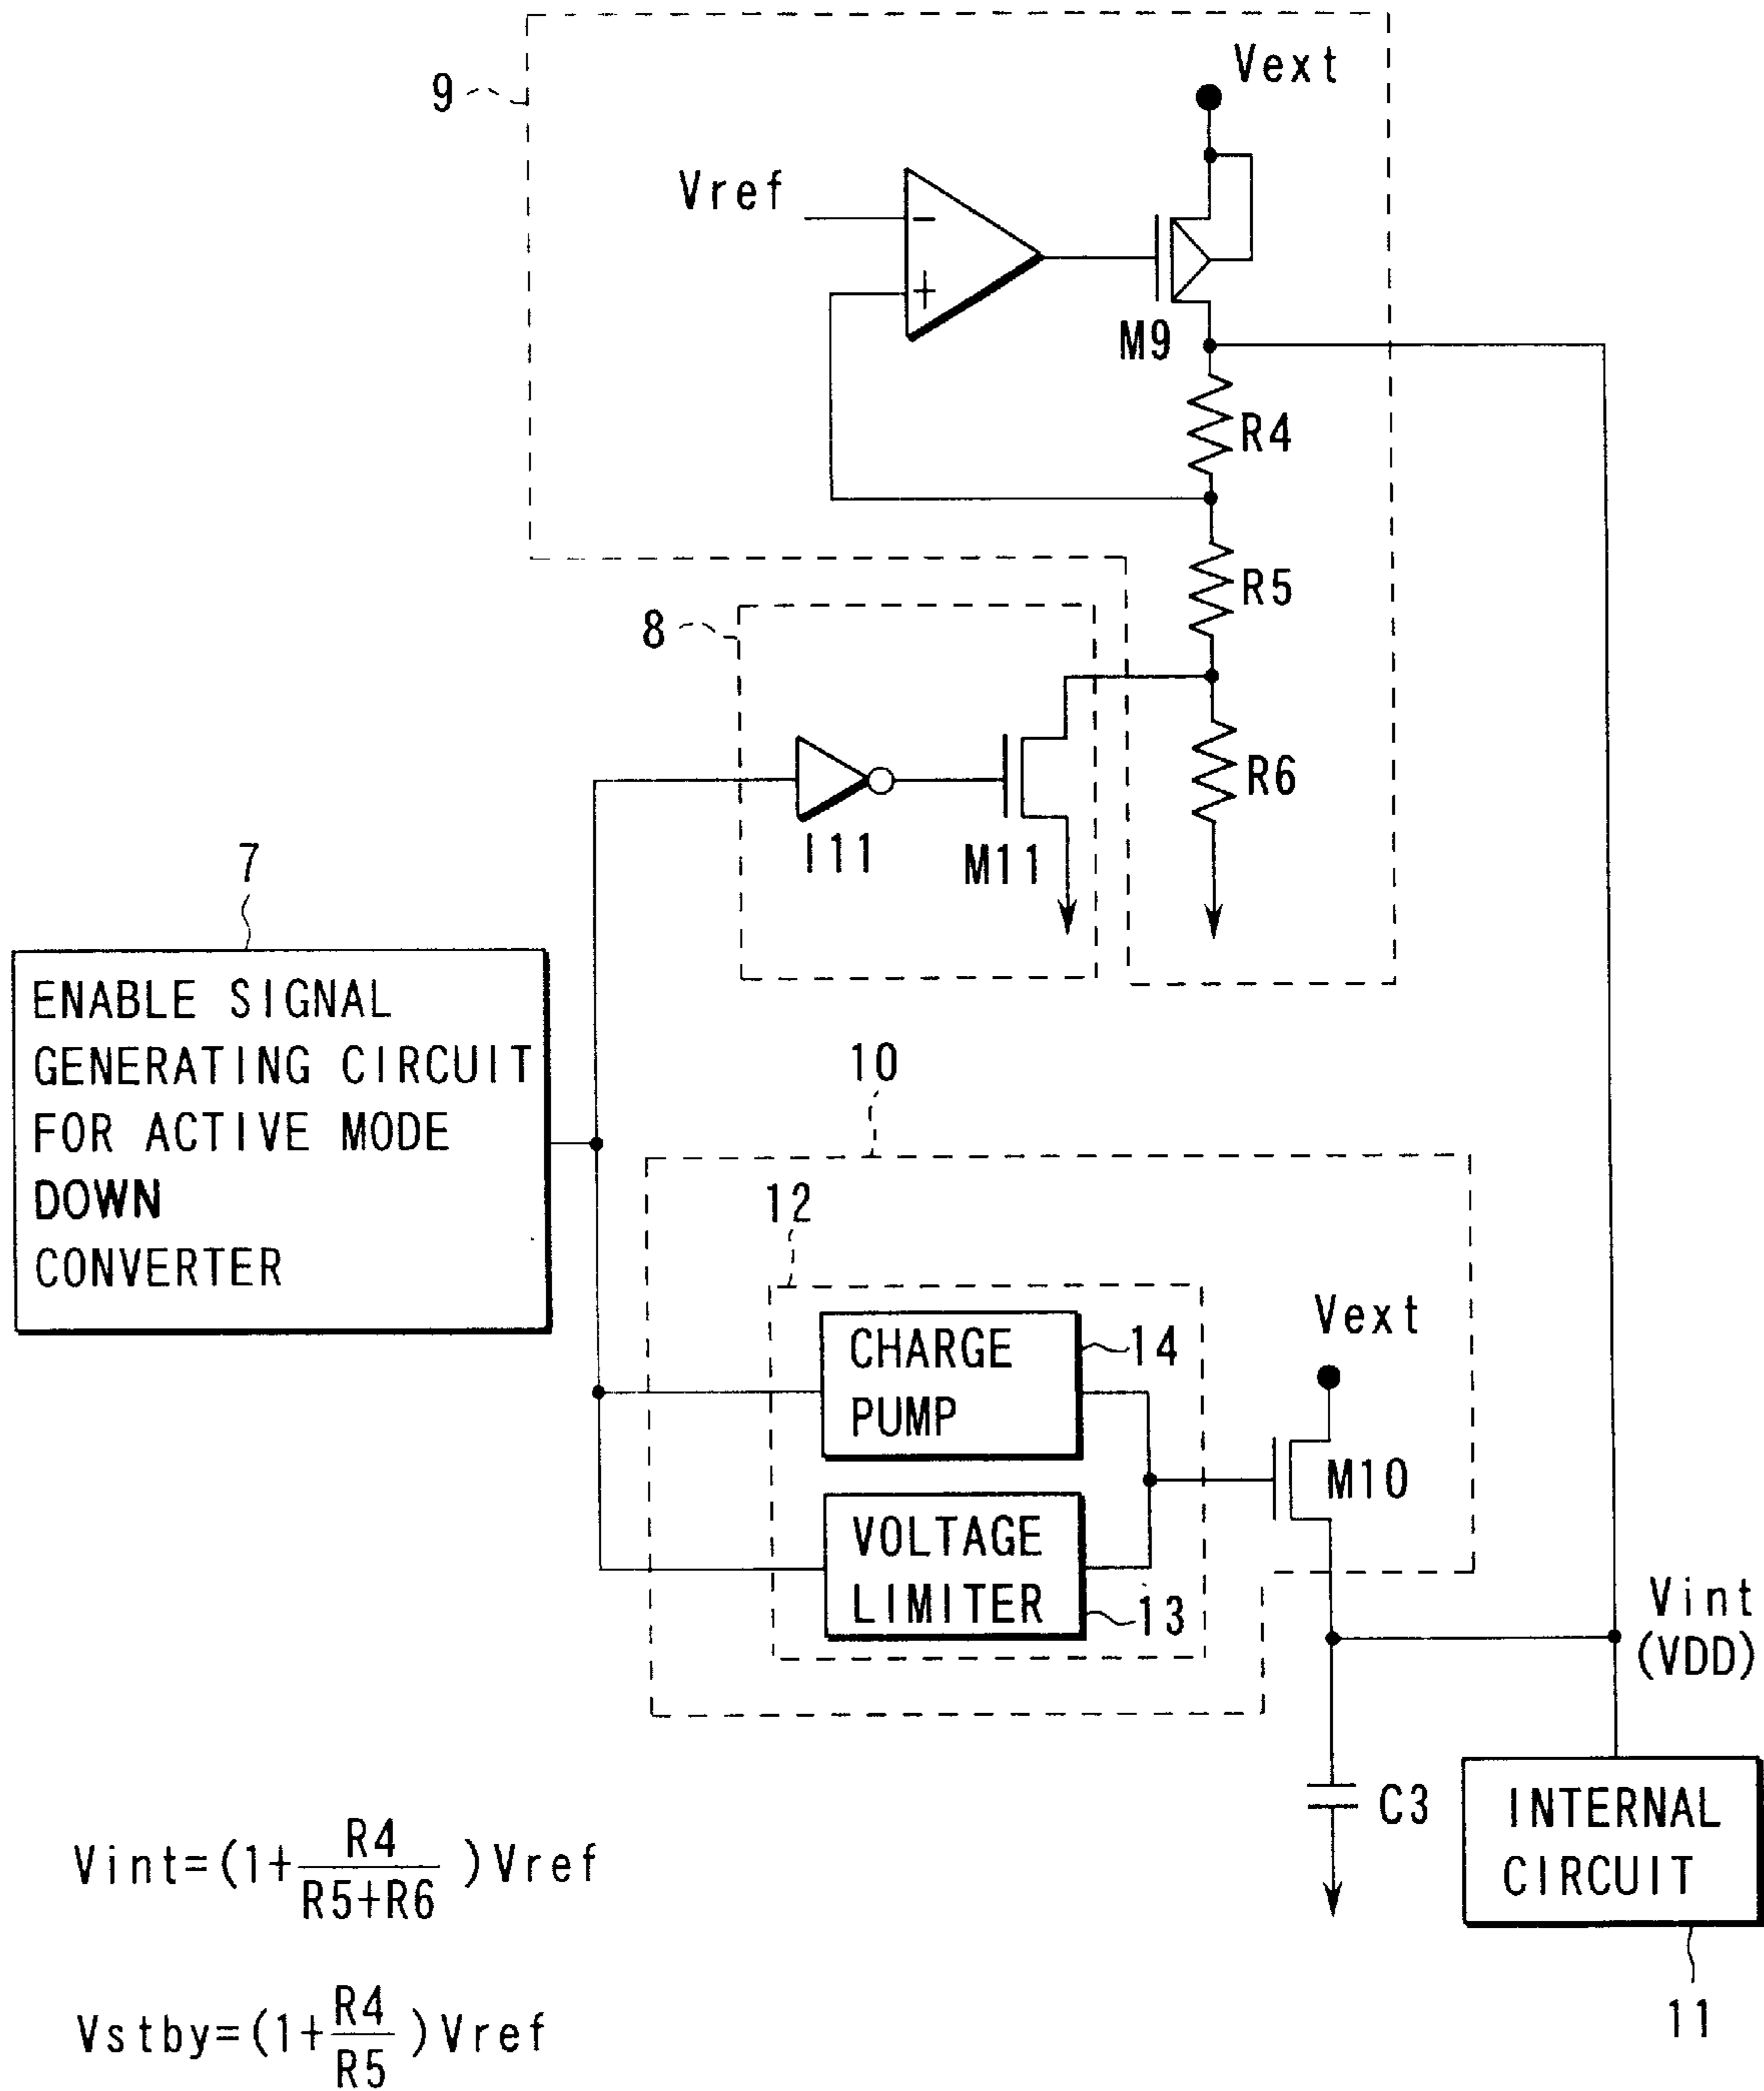 Vext
9
Vref
−
+
M9
R4
R5
8
R6
I11
M11
7
ENABLE SIGNAL
GENERATING CIRCUIT
FOR ACTIVE MODE
DOWN
CONVERTER
10
12
Vext
CHARGE
PUMP
14
M10
VOLTAGE
LIMITER
13
Vint
(VDD)
C3
INTERNAL
CIRCUIT
11
Vint=(1+R4/R5+R6)Vref
Vstby=(1+R4/R5)Vref